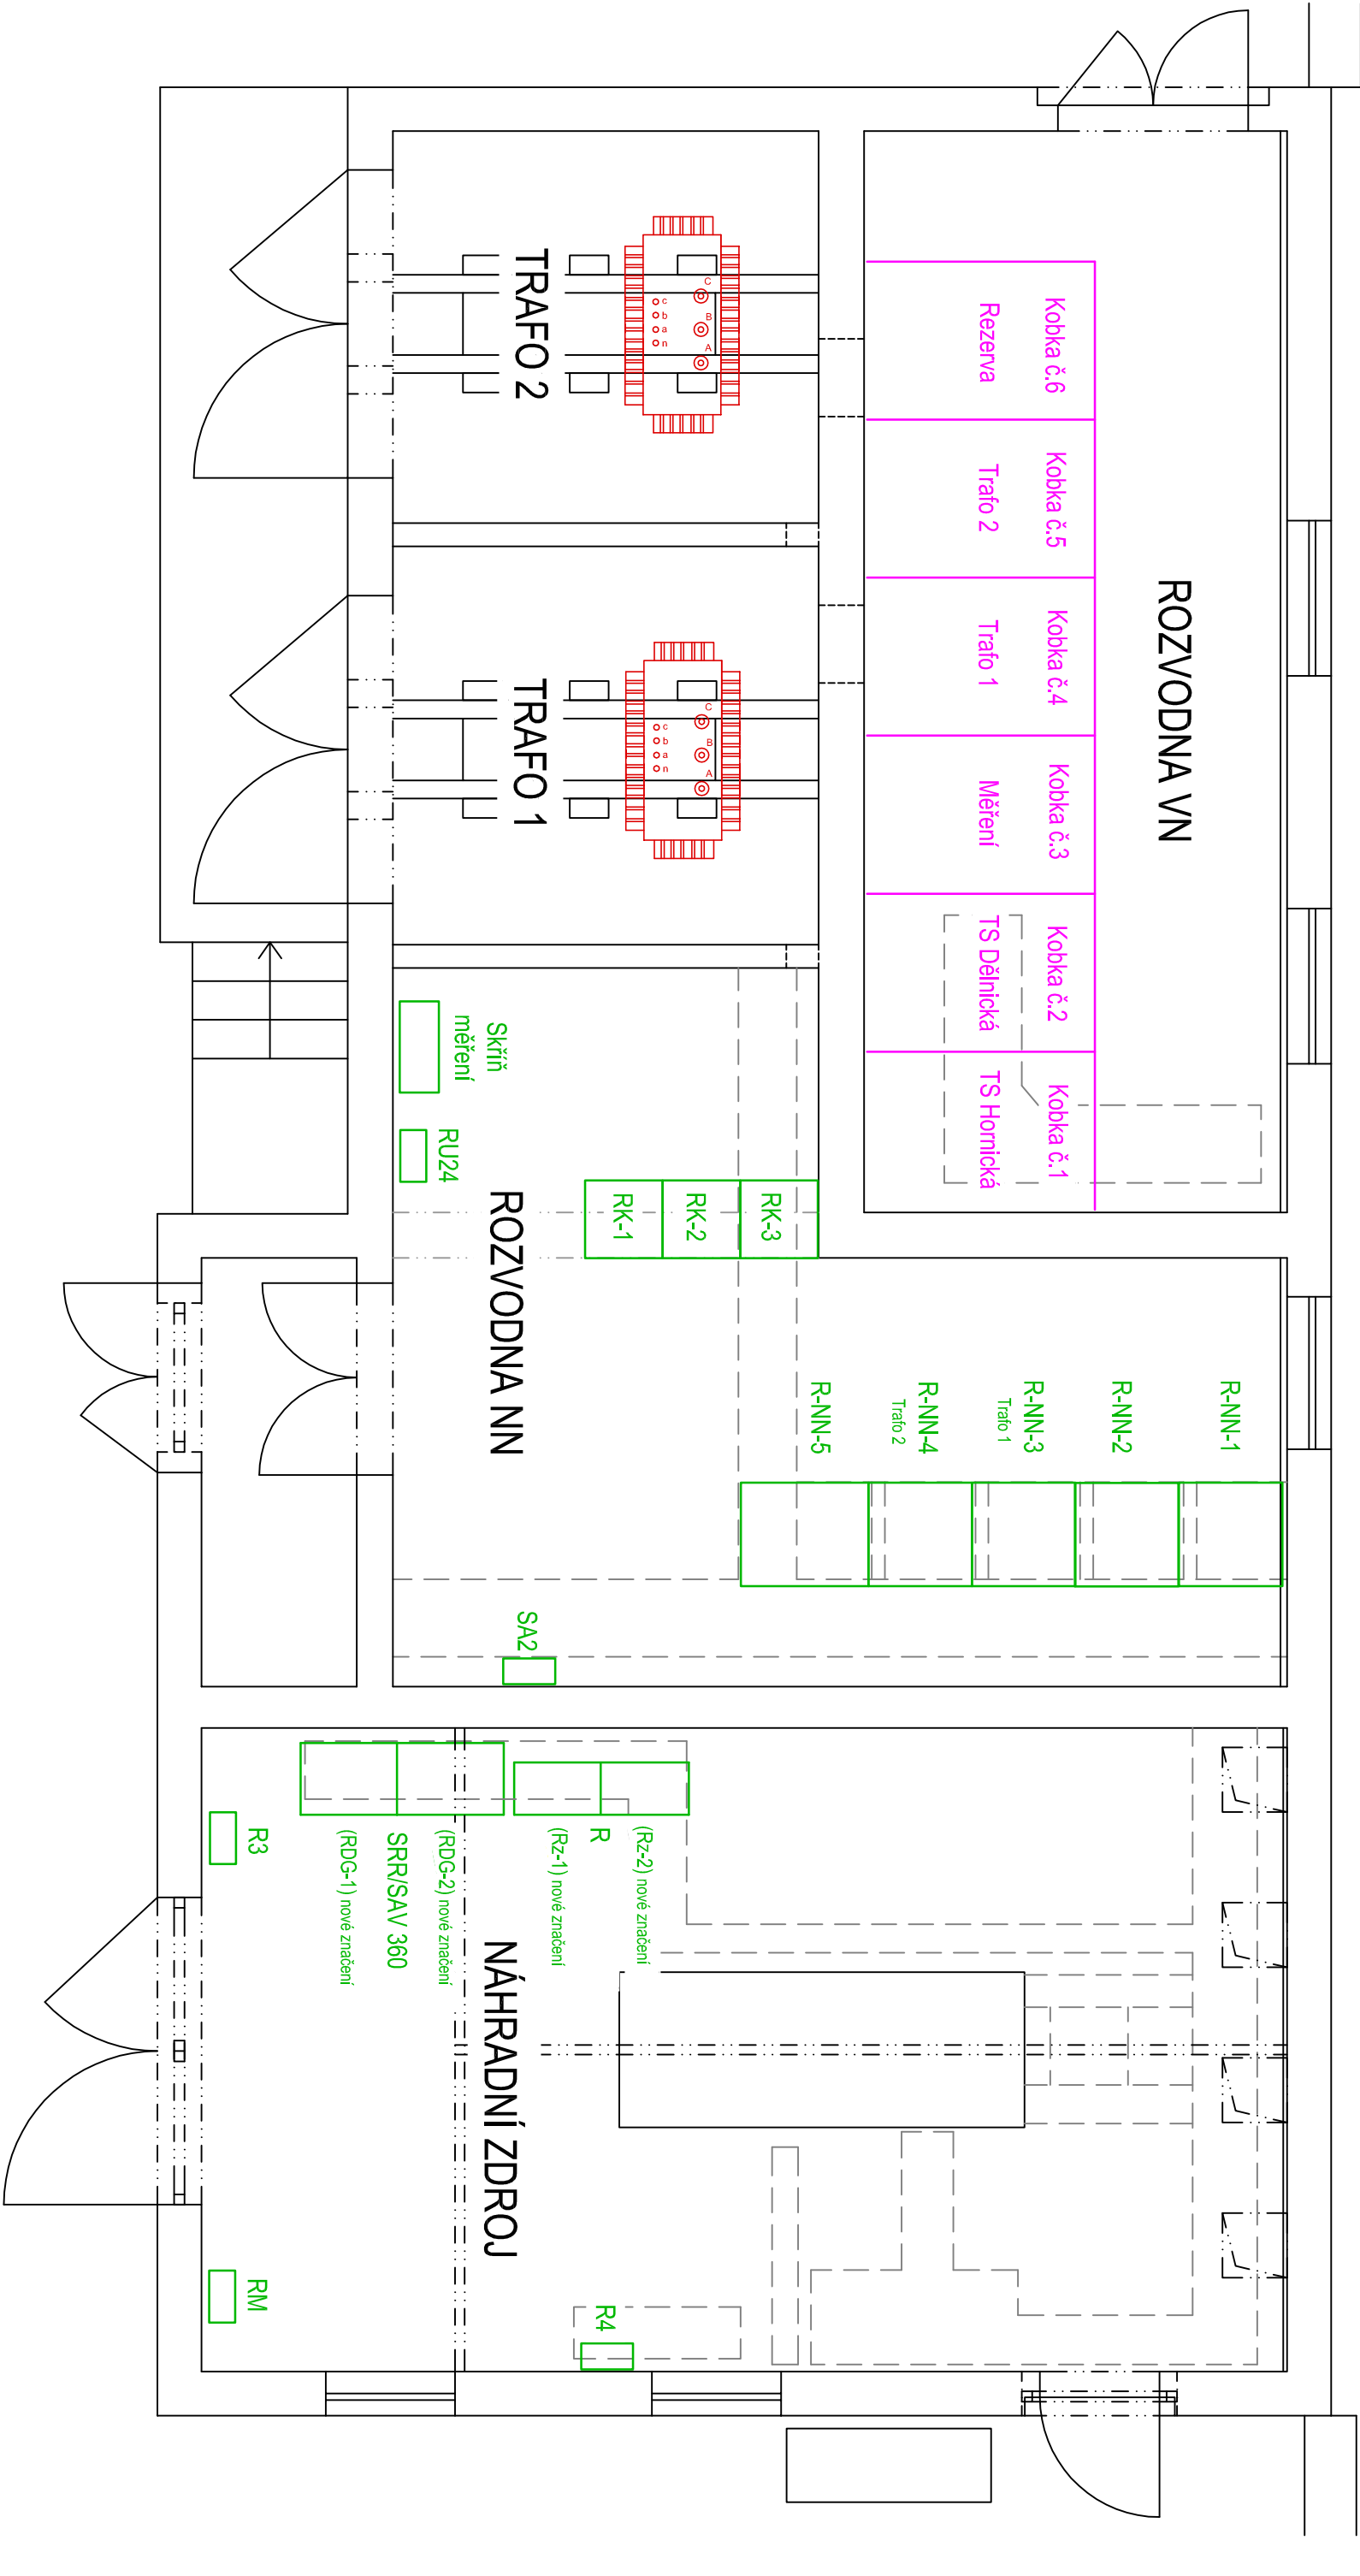 ROZVODNA VN
Kobka č.6
Rezerva
Kobka č.5
Trafo 2
Kobka č.4
Trafo 1
Kobka č.3
Měření
Kobka č.2
TS Dělnická
Kobka č.1
TS Hornická
TRAFO 2
C
B
A
c
b
a
n
TRAFO 1
C
B
A
c
b
a
n
Skříň
měření
RU24
ROZVODNA NN
RK-3
RK-2
RK-1
R-NN-1
R-NN-2
R-NN-3
Trafo 1
R-NN-4
Trafo 2
R-NN-5
SA2
NÁHRADNÍ ZDROJ
(Rz-2) nové značení
R
(Rz-1) nové značení
(RDG-2) nové značení
SRR/SAV 360
(RDG-1) nové značení
R3
R4
RM